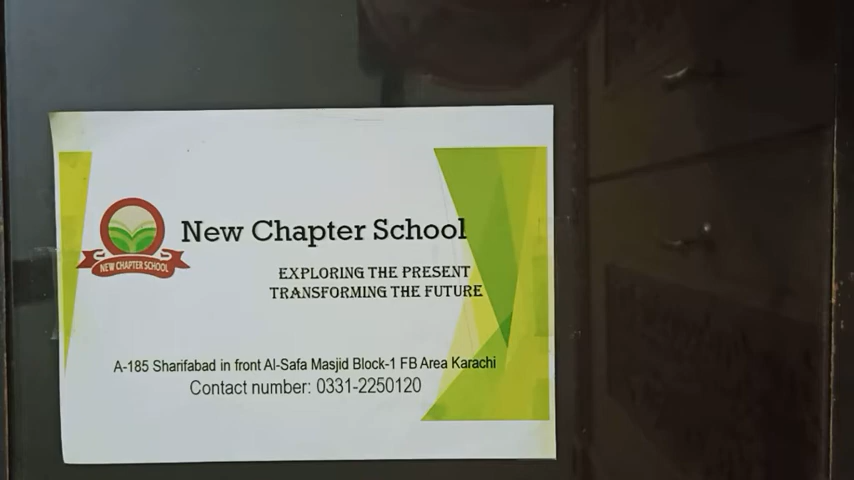 New Chapter School
NEW CHAPTER SCHOOL
EXPLORING THE PRESENT
TRANSFORMING THE FUTURE
A-185 Sharifabad in front Al-Safa Masjid Block-1 FB Area Karachi
Contact number: 0331-2250120